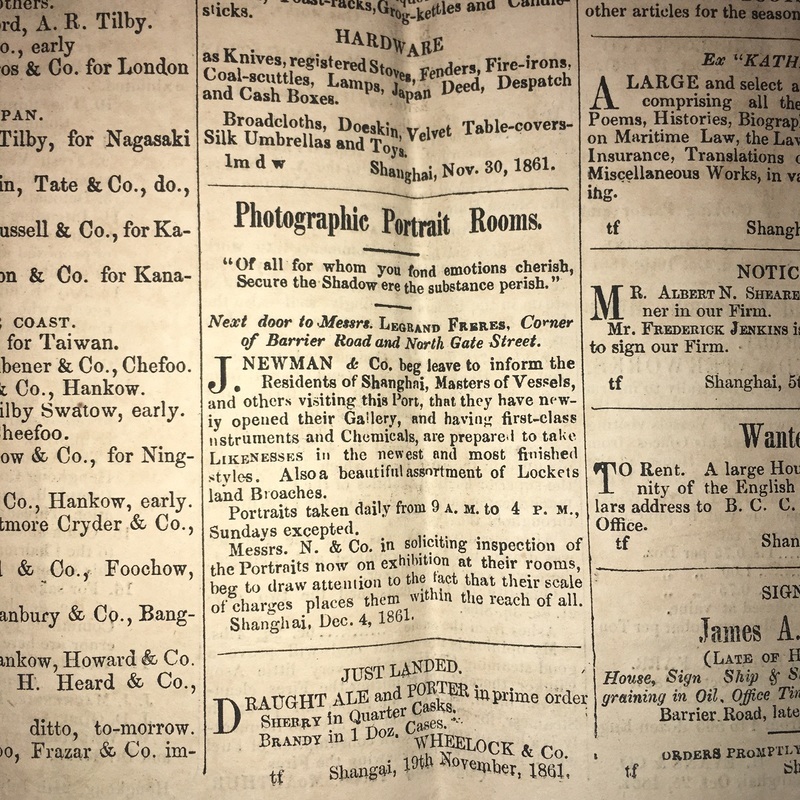 others.
rd, A. R. Tilby.
o., early
os & Co. for London
PAN.
Tilby, for Nagasaki
in, Tate & Co., do.,
ussell & Co., for Ka-
on & Co. for Kana-
COAST.
for Taiwan.
bener & Co., Chefoo.
& Co., Hankow.
ilby Swatow, early.
heefoo.
ow & Co., for Ning-
Co., Hankow, early.
tmore Cryder & Co.,
& Co., Foochow,
anbury & Co., Bang-
ankow, Howard & Co.
H. Heard & Co.,
ditto, to-morrow.
oo, Frazar & Co. im-
oast-racks, Grog-kettles and Candle-
sticks.
HARDWARE
as Knives, registered Stoves, Fenders, Fire-irons,
Coal-scuttles, Lamps, Japan Deed, Despatch
and Cash Boxes.
Broadcloths, Doeskin, Velvet Table-covers-
Silk Umbrellas and Toys.
1m d w Shanghai, Nov. 30, 1861.
Photographic Portrait Rooms.
"Of all for whom you fond emotions cherish,
Secure the Shadow ere the substance perish."
Next door to Messrs. LEGRAND FRERES, Corner
of Barrier Road and North Gate Street.
J. NEWMAN & Co. beg leave to inform the
Residents of Shanghai, Masters of Vessels,
and others visiting this Port, that they have new-
iy opened their Gallery, and having first-class
nstruments and Chemicals, are prepared to take
LIKENESSES in the newest and most finished
styles. Also a beautiful assortment of Lockets
land Broaches.
Portraits taken daily from 9 A. M. to 4 P. M.,
Sundays excepted.
Messrs. N. & Co. in soliciting inspection of
the Portraits now on exhibition at their rooms,
beg to draw attention to the fact that their scale
of charges places them within the reach of all.
Shanghai, Dec. 4, 1861.
JUST LANDED.
DRAUGHT ALE and PORTER in prime order
SHERRY in Quarter Casks.
BRANDY in 1 Doz. Cases.
WHEELOCK & Co.
tf Shangai, 19th November, 1861.
other articles for the season
Ex "KATH
A LARGE and select a
comprising all the
Poems, Histories, Biograp
on Maritime Law, the Law
Insurance, Translations
Miscellaneous Works, in va
ing.
tf Shangh
NOTIC
MR. ALBERT N. SHEARE
ner in our Firm.
Mr. FREDERICK JENKINS i
to sign our Firm.
tf Shanghai, 5t
Wante
TO Rent. A large Hou
nity of the English
lars address to B. C. C.
Office.
tf Shan
SIGN
James A.
(LATE OF H
House, Sign Ship & S
graining in Oil, Office Tin
Barrier Road, late
ORDERS PROMPTLY
tf Sh